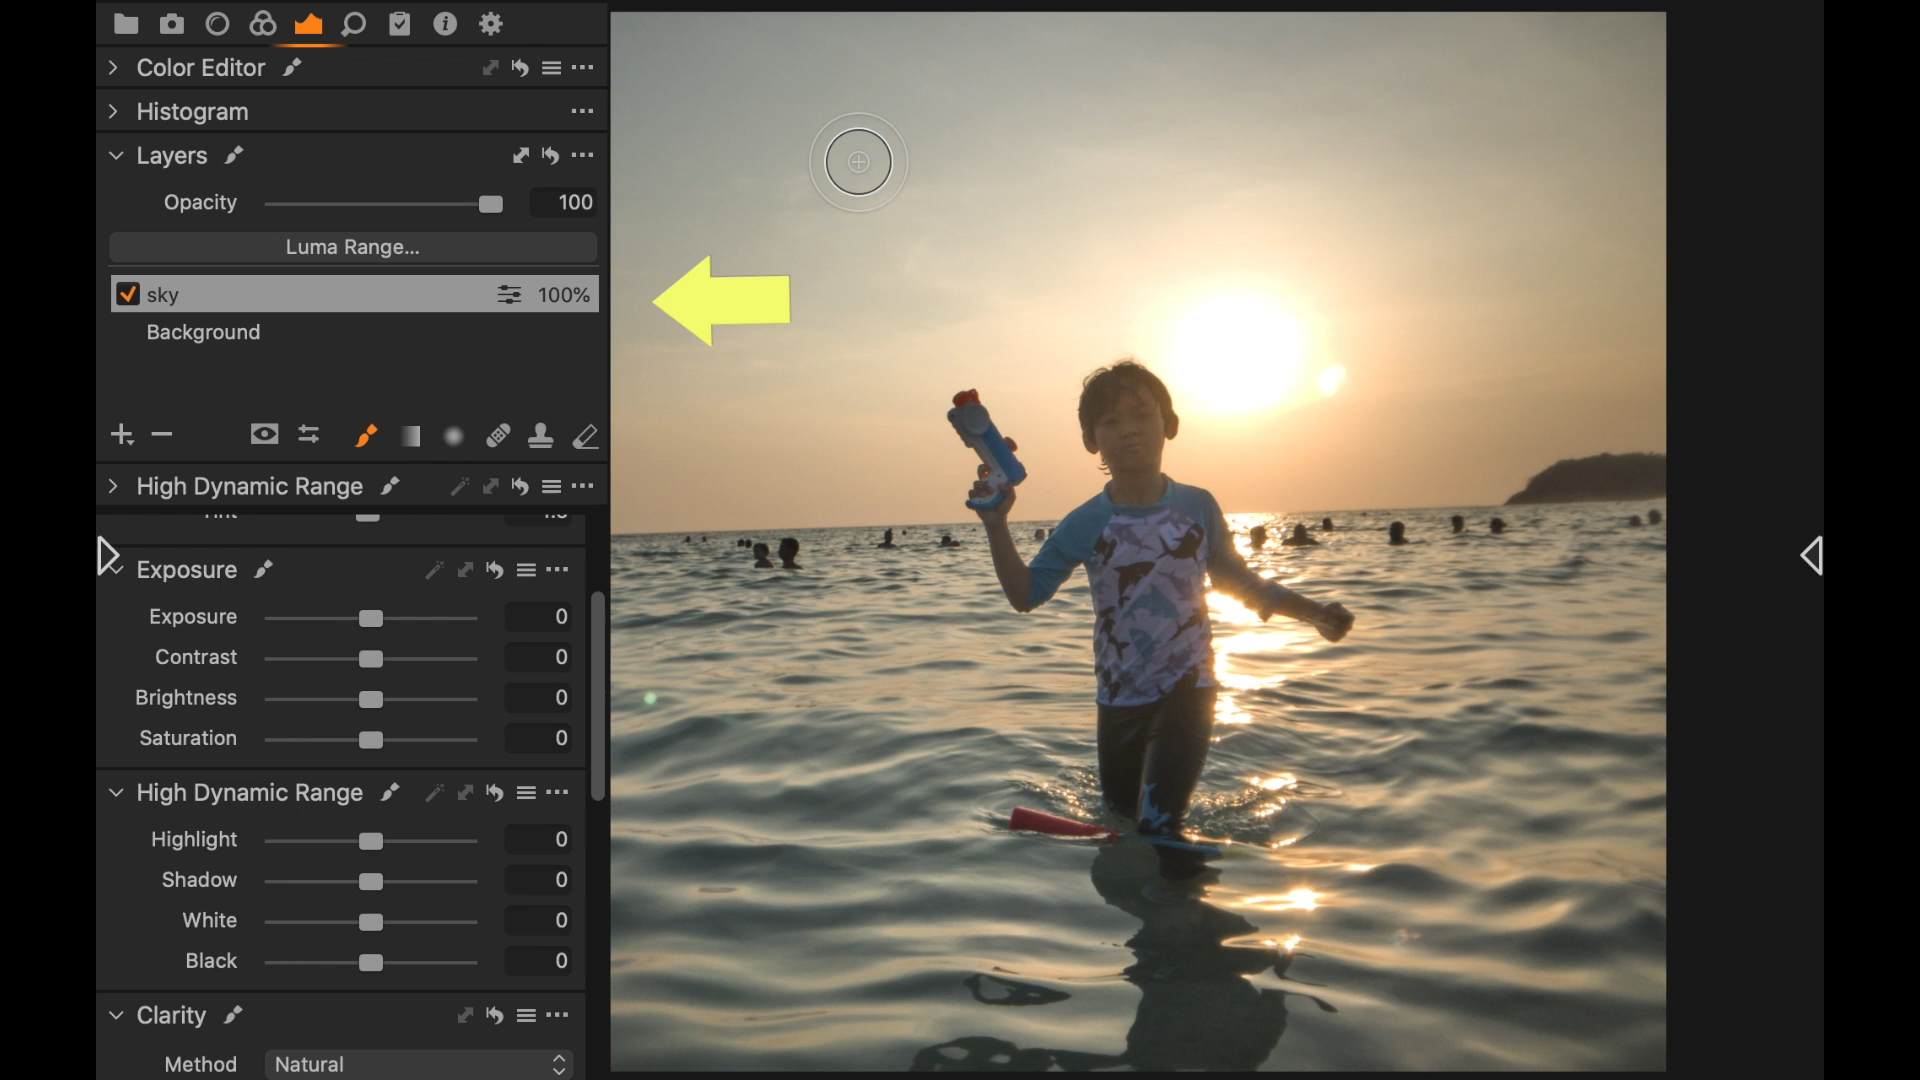 Color Editor
Histogram
Layers
Opacity 100
Luma Range...
sky 100%
Background
High Dynamic Range
Exposure
Exposure 0
Contrast 0
Brightness 0
Saturation 0
High Dynamic Range
Highlight 0
Shadow 0
White 0
Black 0
Clarity
Method Natural